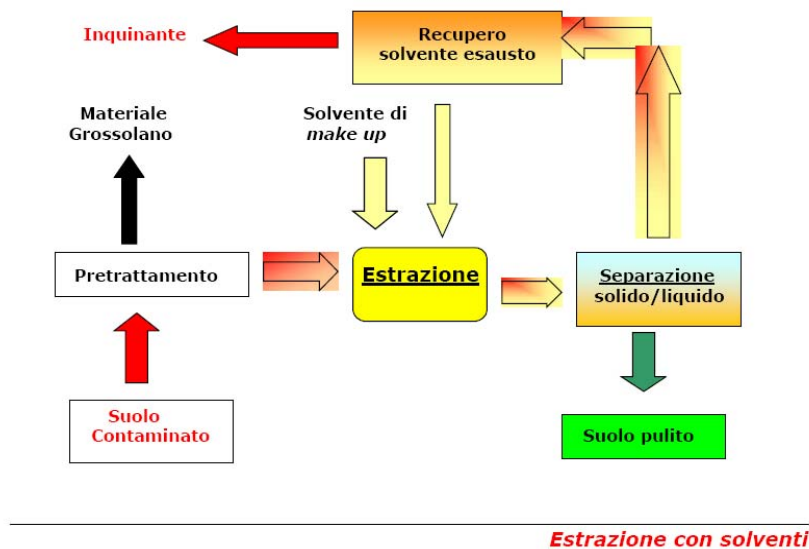 Inquinante
Recupero
solvente esausto
Materiale
Grossolano
Solvente di
make up
Pretrattamento
Estrazione
Separazione
solido/liquido
Suolo
Contaminato
Suolo pulito
Estrazione con solventi